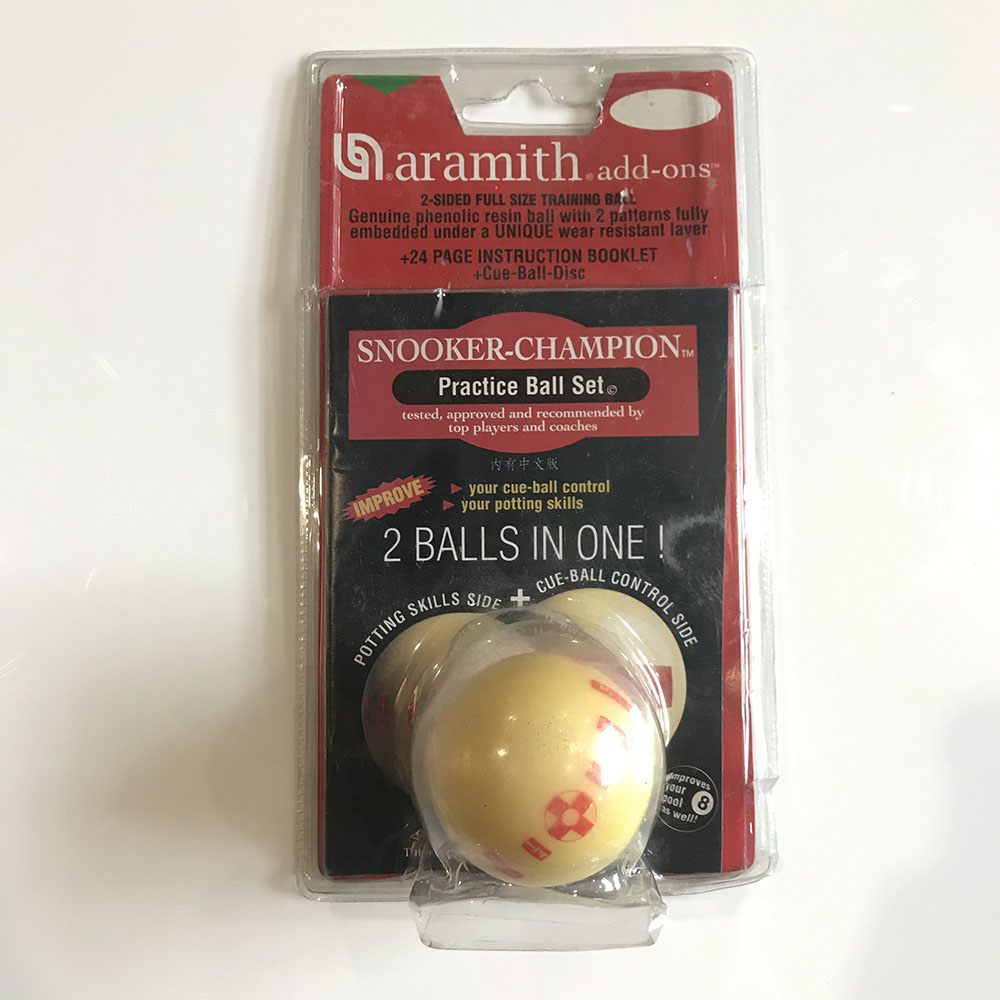 aramith® add-ons™
2-SIDED FULL SIZE TRAINING BALL
Genuine phenolic resin ball with 2 patterns fully
embedded under a UNIQUE wear resistant layer
+24 PAGE INSTRUCTION BOOKLET
+Cue-Ball-Disc
SNOOKER-CHAMPION™
Practice Ball Set©
tested, approved and recommended by
top players and coaches
内有中文版
IMPROVE
your cue-ball control
your potting skills
2 BALLS IN ONE !
POTTING SKILLS SIDE + CUE-BALL CONTROL SIDE
improves
your
pool 8
as well!